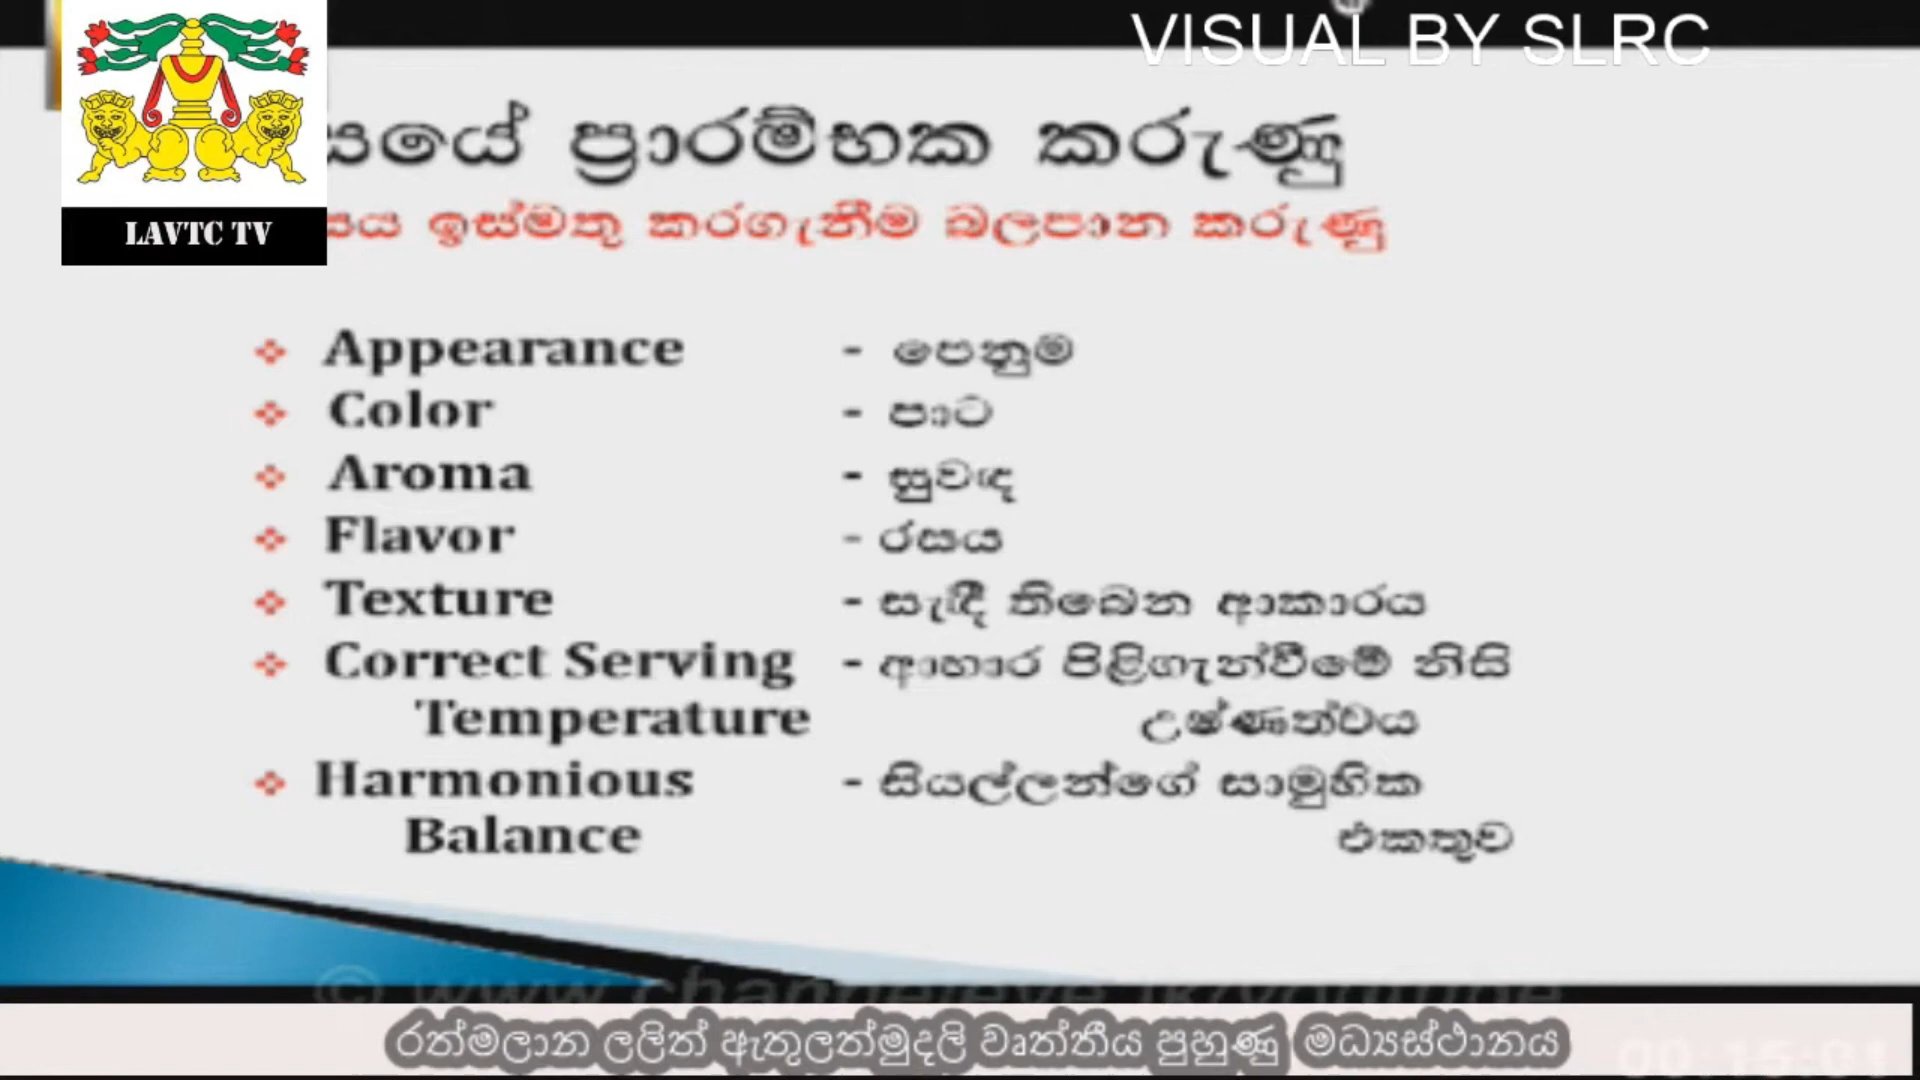 VISUAL BY SLRC
ප්‍රාරම්භක කරුණු
LAVTC TV
ඉස්මතු කරගැනීම බලපාන කරුණු
❖ Appearance - පෙනුම
❖ Color - පාට
❖ Aroma - සුවඳ
❖ Flavor - රසය
❖ Texture - සැඳී තිබෙන ආකාරය
❖ Correct Serving - ආහාර පිළිගැන්වීමේ නිසි
Temperature උෂ්ණත්වය
❖ Harmonious - සියල්ලන්ගේ සාමුහික
Balance එකතුව
රත්මලාන ලලිත් ඇතුලත්මුදලි වෘත්තීය පුහුණු මධ්‍යස්ථානය